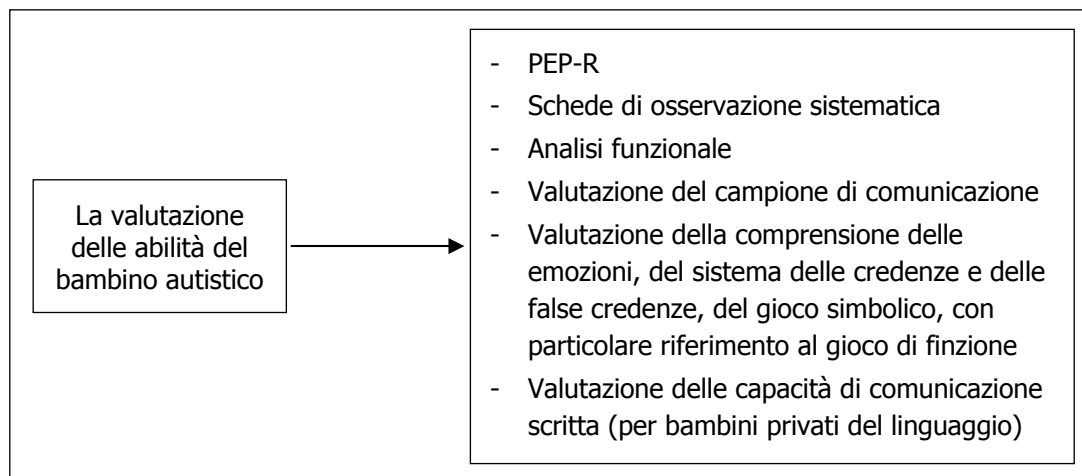 La valutazione
delle abilità del
bambino autistico
- PEP-R
- Schede di osservazione sistematica
- Analisi funzionale
- Valutazione del campione di comunicazione
- Valutazione della comprensione delle
emozioni, del sistema delle credenze e delle
false credenze, del gioco simbolico, con
particolare riferimento al gioco di finzione
- Valutazione delle capacità di comunicazione
scritta (per bambini privati del linguaggio)